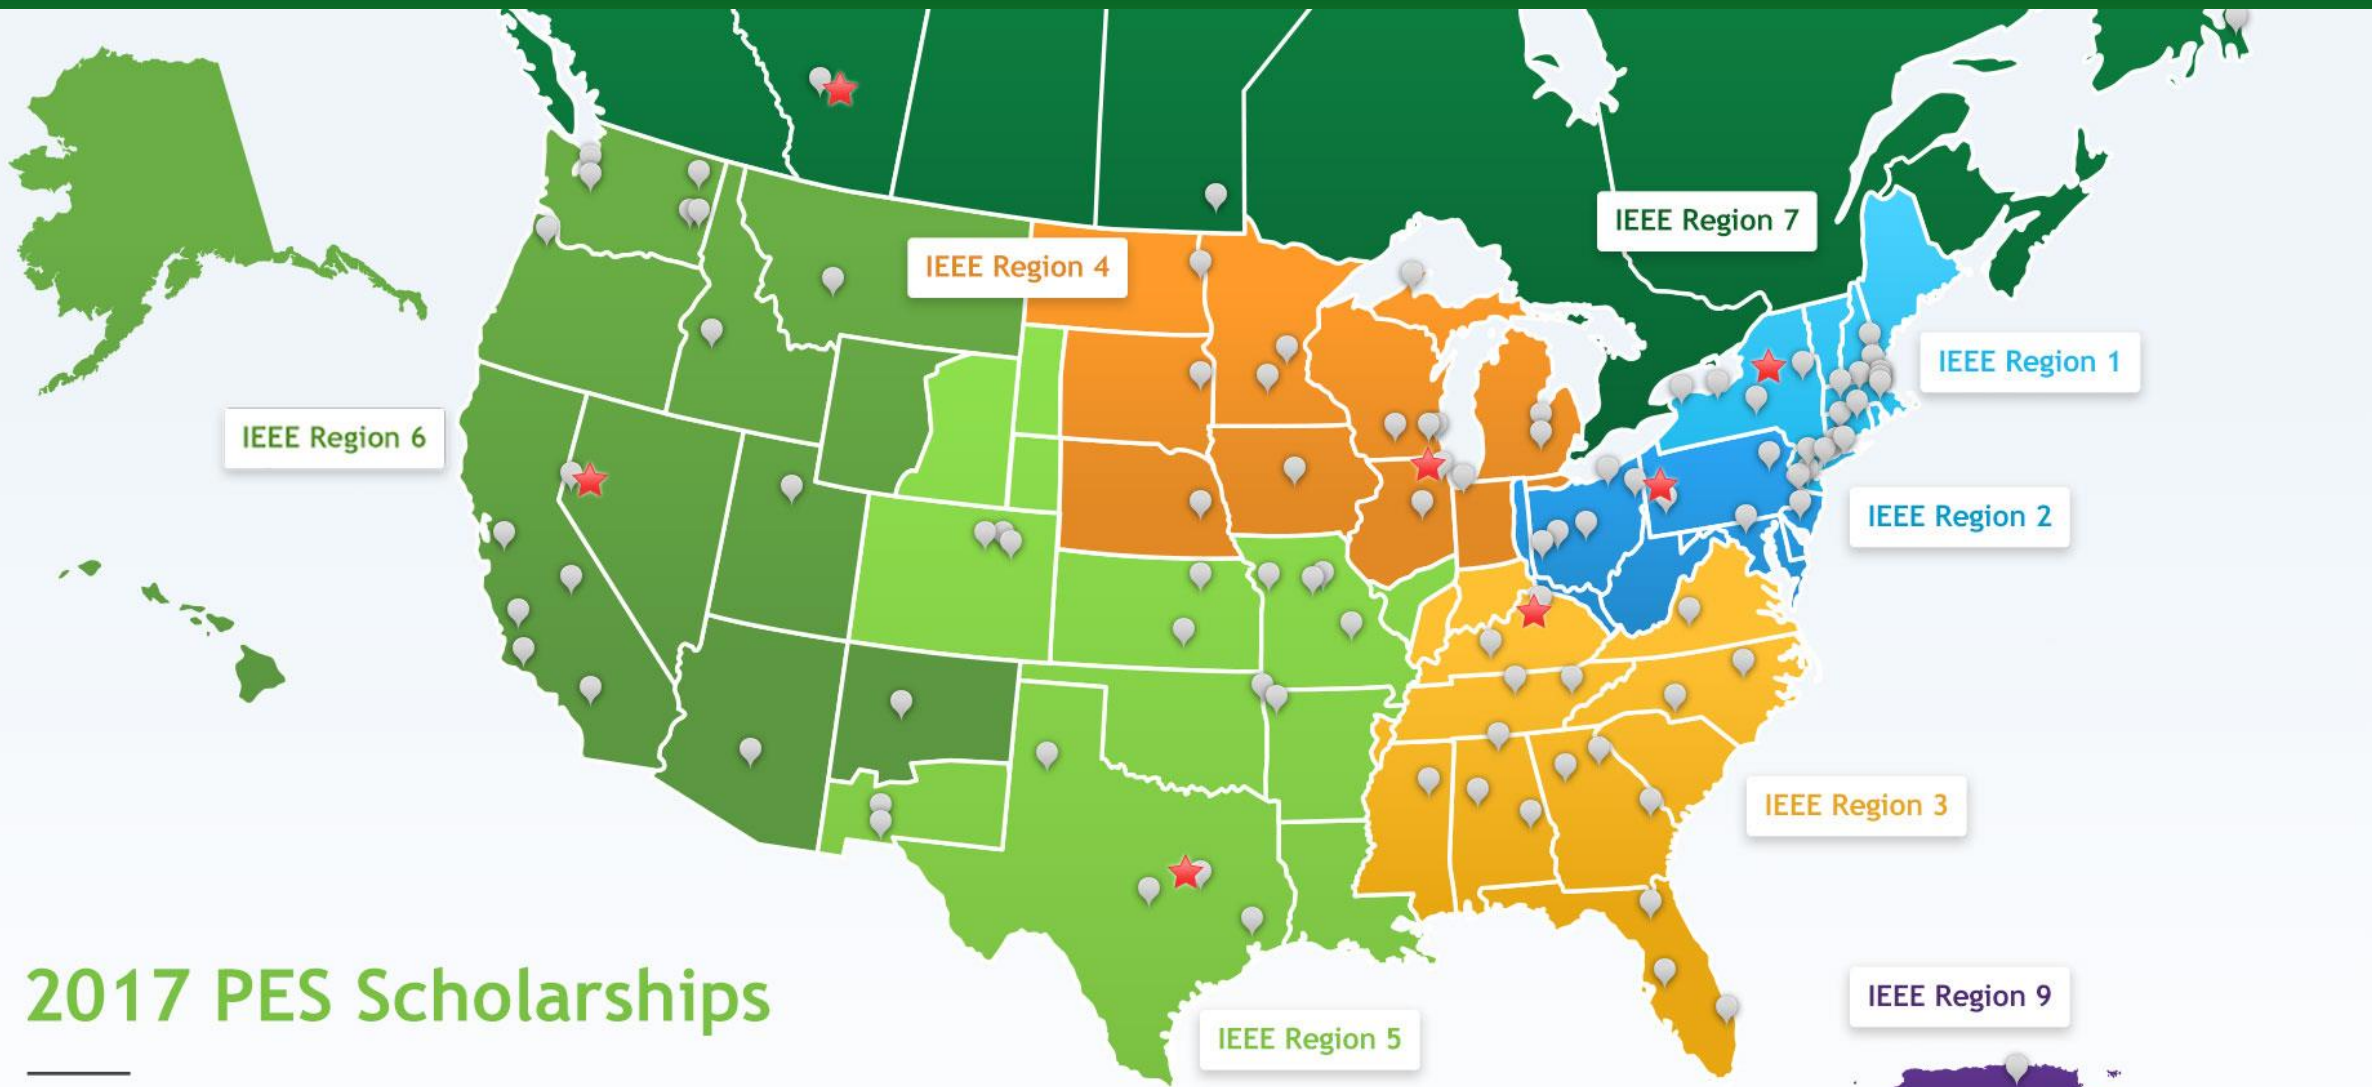 IEEE Region 7
IEEE Region 4
IEEE Region 1
IEEE Region 6
IEEE Region 2
IEEE Region 3
2017 PES Scholarships
IEEE Region 9
IEEE Region 5